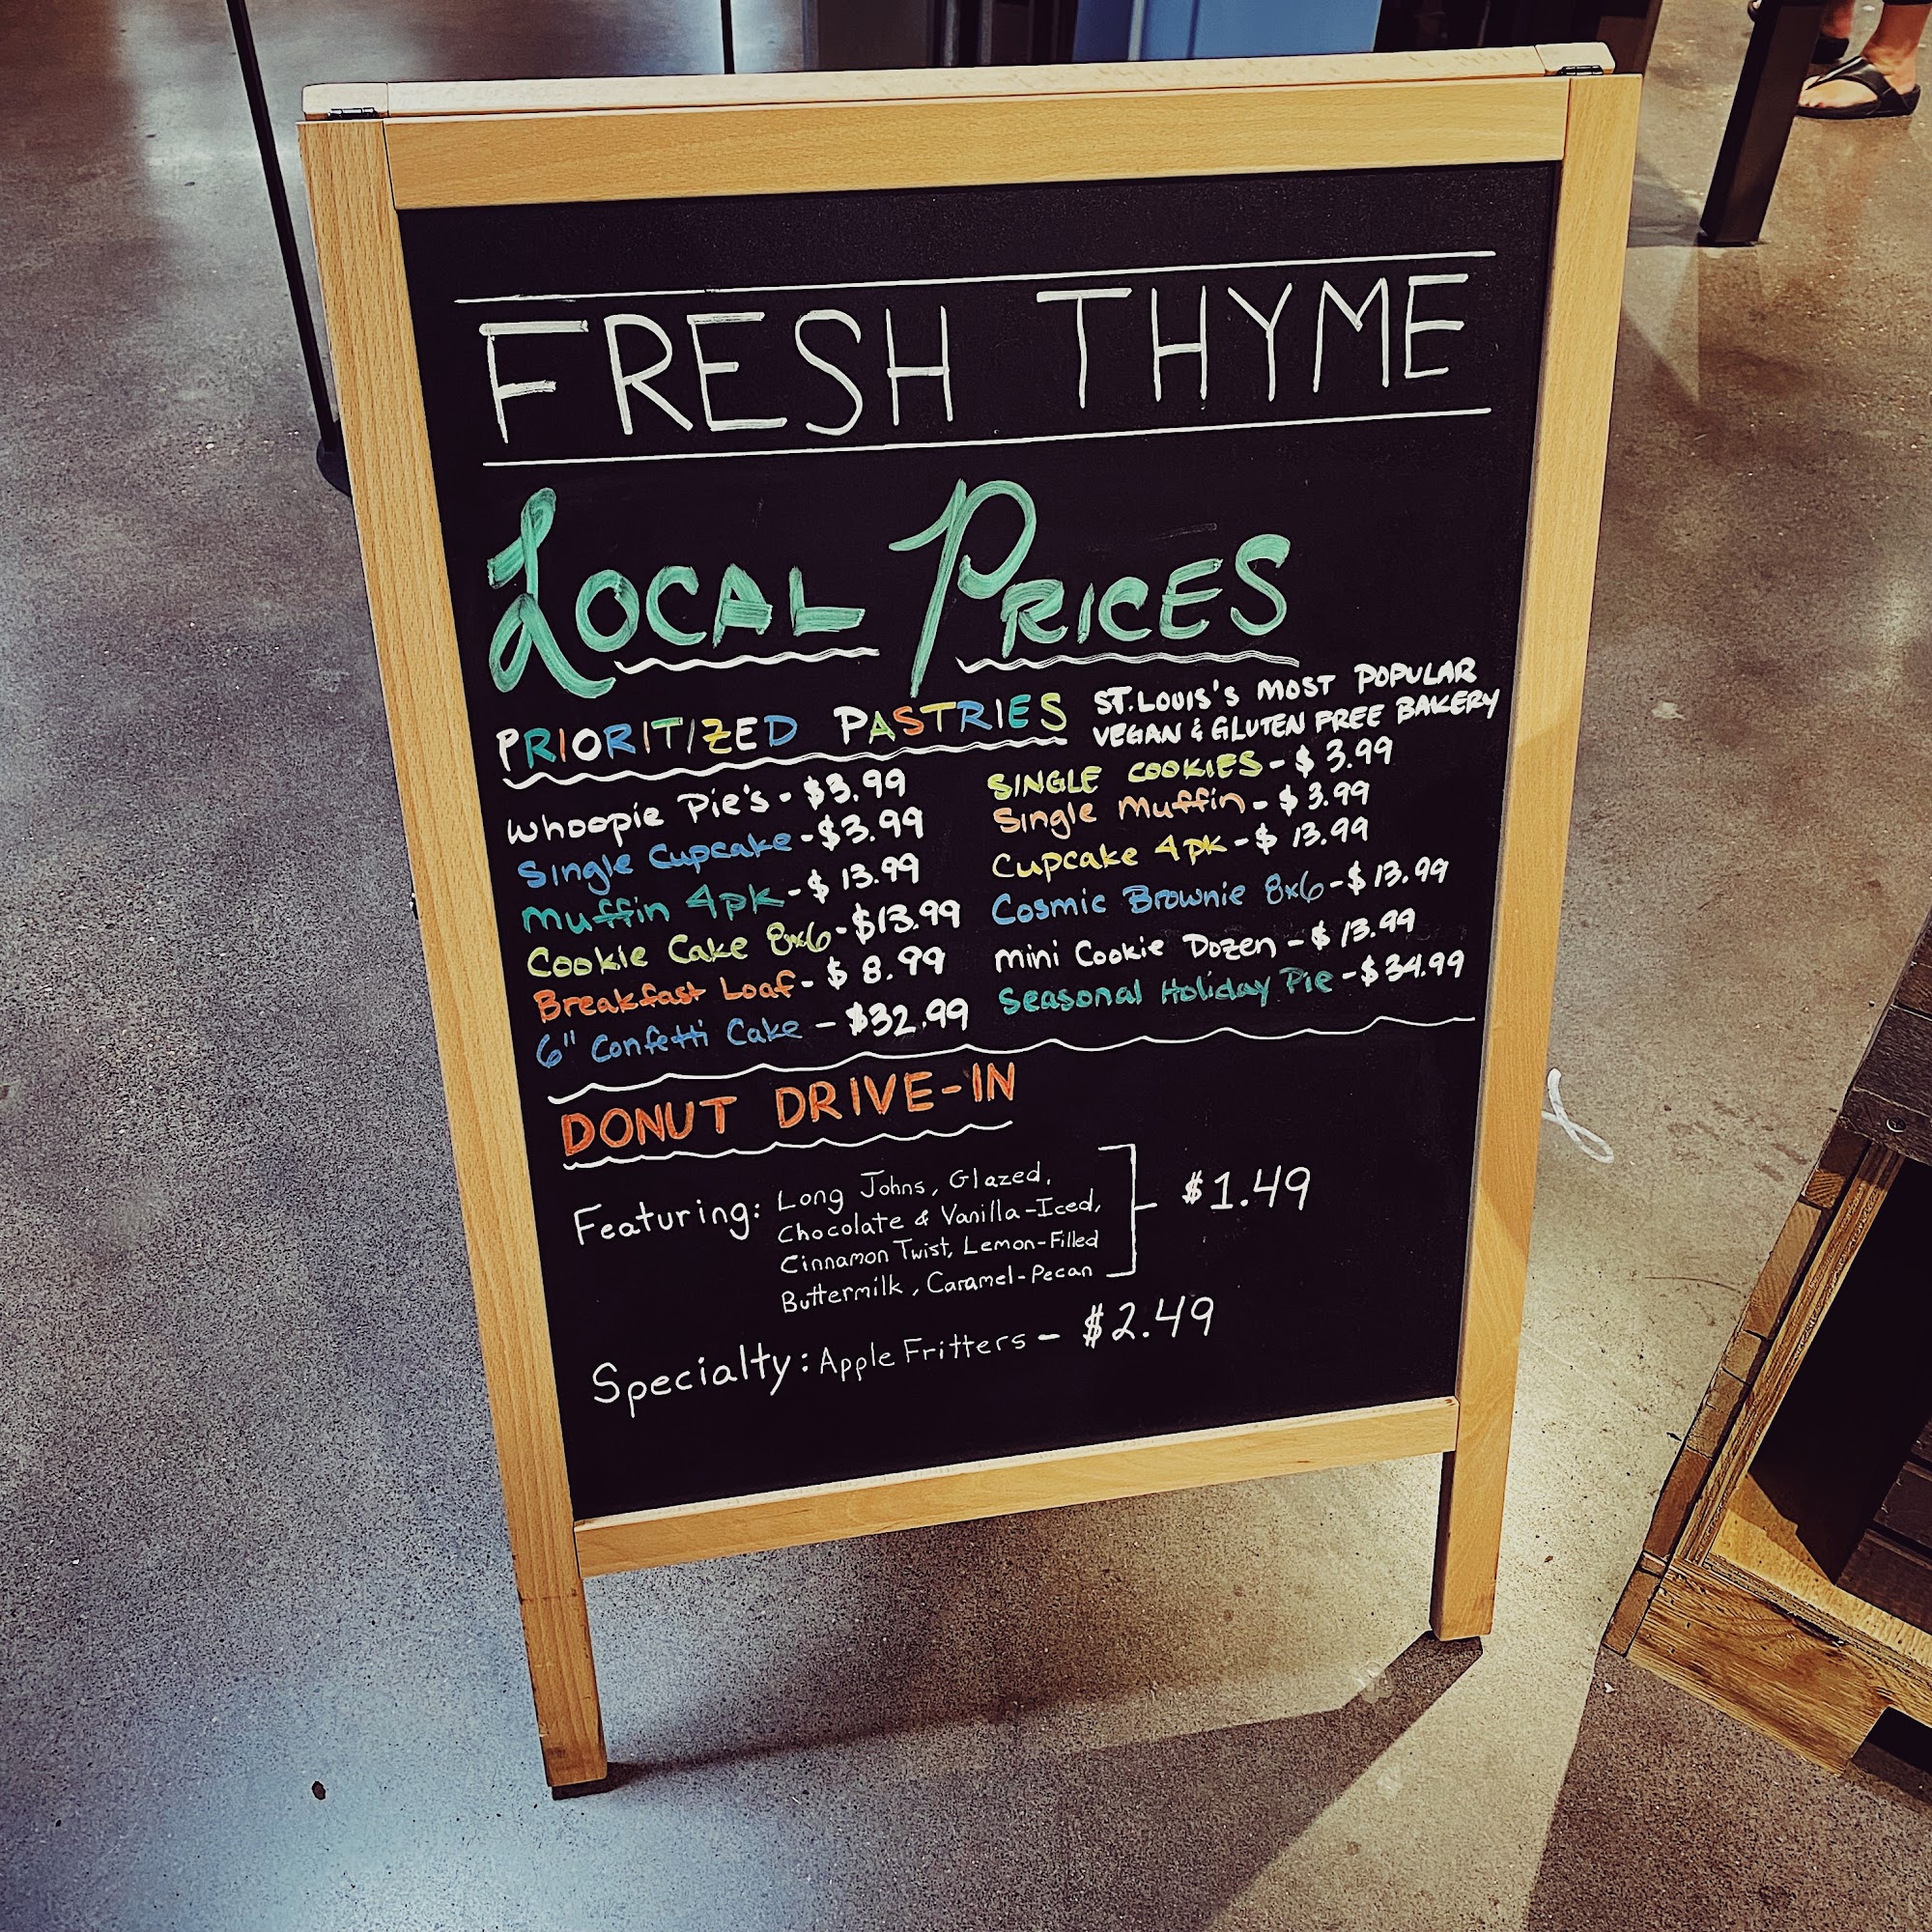 FRESH THYME
LOCAL PRICES
PRIORITIZED PASTRIES
ST. LOUIS'S MOST POPULAR
VEGAN & GLUTEN FREE BAKERY
Whoopie Pie's - $3.99
Single Cupcake - $3.99
Muffin 4pk - $13.99
Cookie Cake 8x6 - $13.99
Breakfast Loaf - $8.99
6" Confetti Cake - $32.99
SINGLE COOKIES - $3.99
Single Muffin - $3.99
Cupcake 4pk - $13.99
Cosmic Brownie 8x6 - $13.99
mini Cookie Dozen - $13.99
Seasonal Holiday Pie - $34.99
DONUT DRIVE-IN
Featuring: Long Johns, Glazed,
Chocolate & Vanilla-Iced,
Cinnamon Twist, Lemon-Filled
Buttermilk, Caramel-Pecan
$1.49
Specialty: Apple Fritters - $2.49